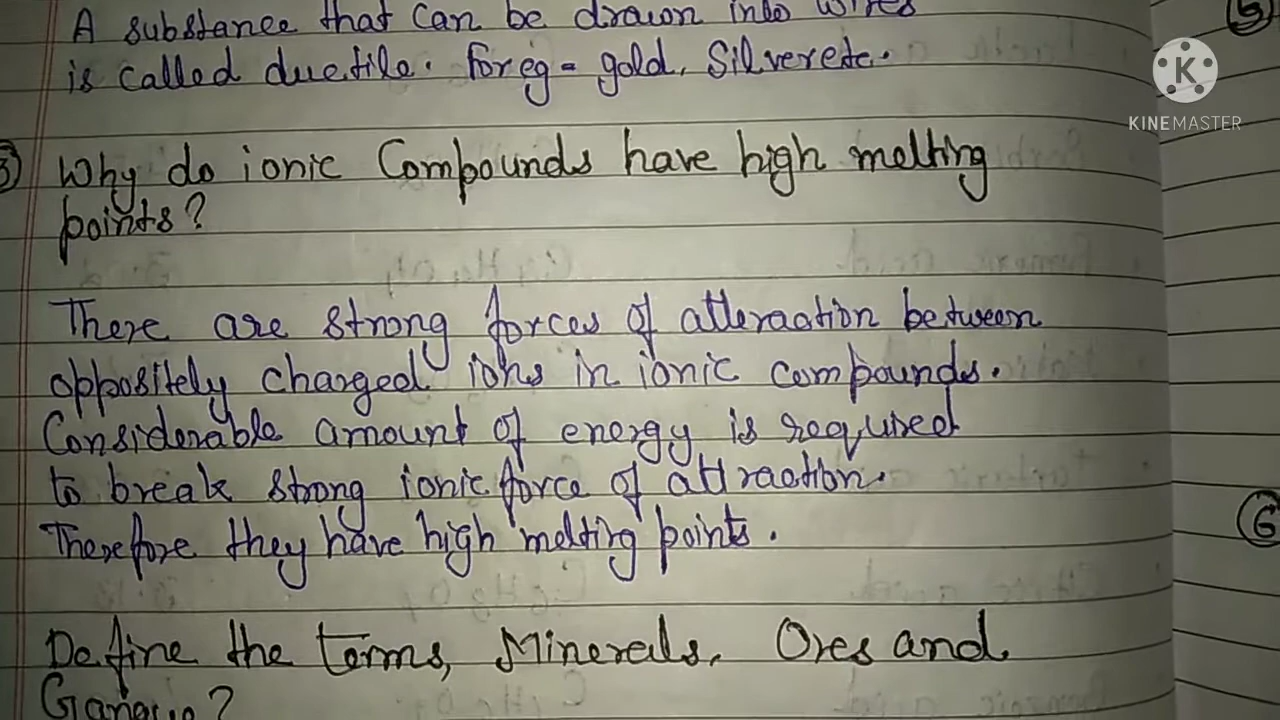 A substance that can be drawn into wires
is called ductile. for eg - gold, Silver etc.
3) Why do ionic Compounds have high melting
points?
There are strong forces of atteraction between
oppositely charged ions in ionic compounds.
Considerable amount of energy is required
to break strong ionic force of attraction.
Therefore they have high melting points.
Define the terms, Minerals, Ores and
Gangue?
5
6
K
KINEMASTER